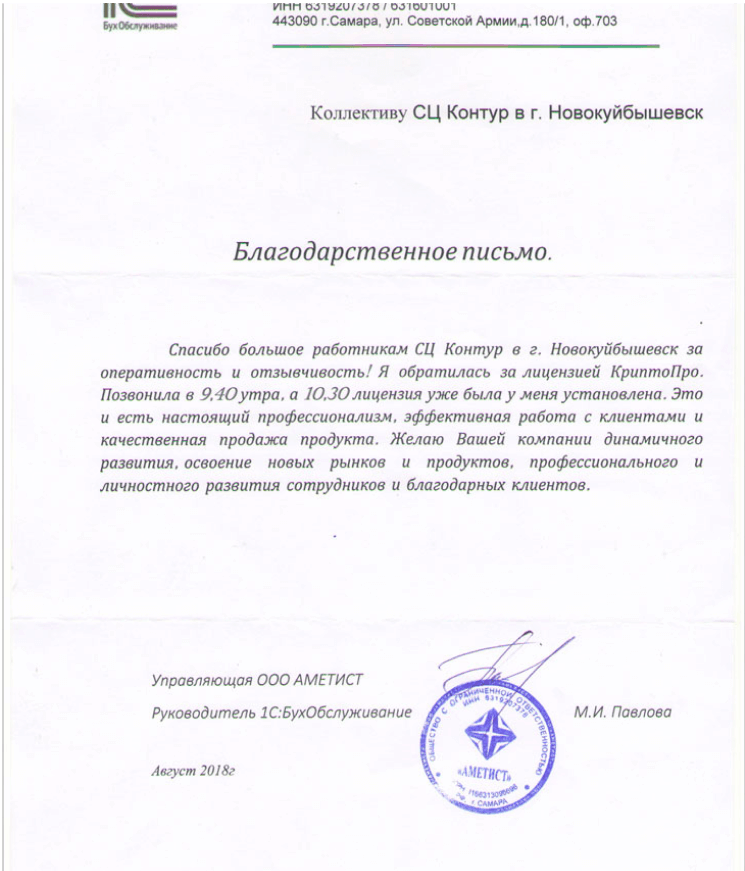 БухОбслуживание
ИНН 6319207378 / 631601001
443090 г.Самара, ул. Советской Армии,д.180/1, оф.703
Коллективу СЦ Контур в г. Новокуйбышевск
Благодарственное письмо.
Спасибо большое работникам СЦ Контур в г. Новокуйбышевск за
оперативность и отзывчивость! Я обратилась за лицензией КриптоПро.
Позвонила в 9,40 утра, а 10,30 лицензия уже была у меня установлена. Это
и есть настоящий профессионализм, эффективная работа с клиентами и
качественная продажа продукта. Желаю Вашей компании динамичного
развития, освоение новых рынков и продуктов, профессионального и
личностного развития сотрудников и благодарных клиентов.
Управляющая ООО АМЕТИСТ
Руководитель 1С:БухОбслуживание
М.И. Павлова
Август 2018г
ОБЩЕСТВО С ОГРАНИЧЕННОЙ ОТВЕТСТВЕННОСТЬЮ
ИНН 6319207378
«АМЕТИСТ»
г. САМАРА